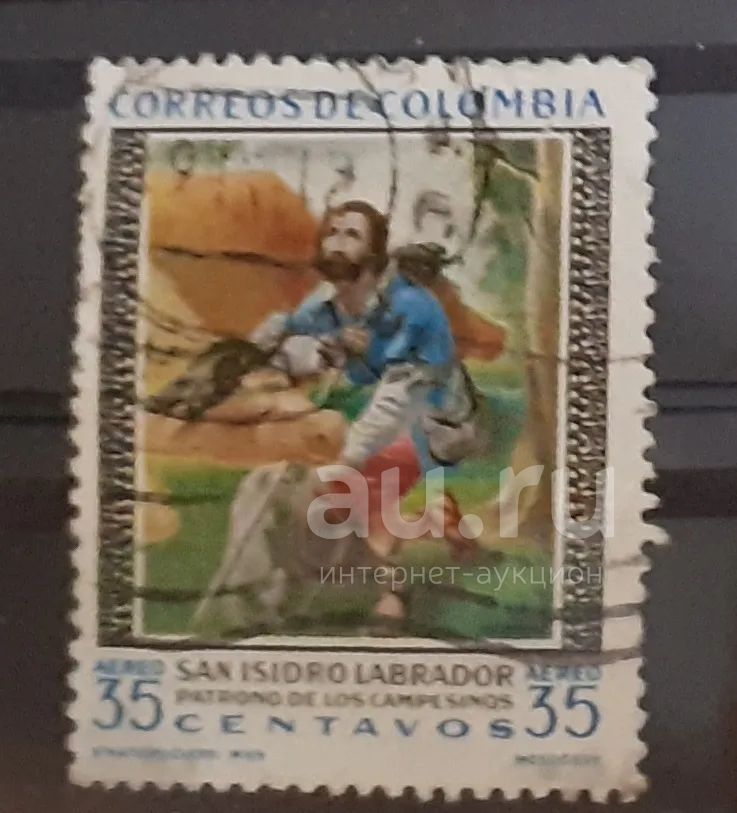 CORREOS DE COLOMBIA
au.ru
интернет-аукцион
AEREO SAN ISIDRO LABRADOR AEREO
35 PATRONO DE LOS CAMPESINOS 35
CENTAVOS